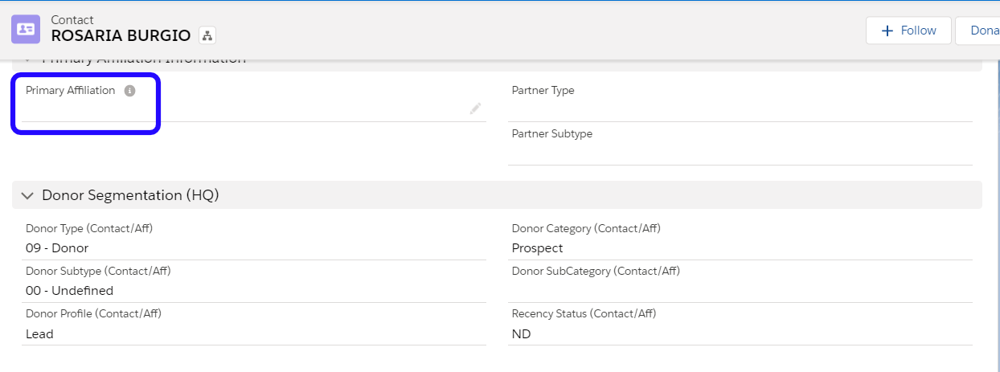 Contact
ROSARIA BURGIO
Follow
Dona
Primary Affiliation Information
Primary Affiliation
Partner Type
Partner Subtype
Donor Segmentation (HQ)
Donor Type (Contact/Aff)
Donor Category (Contact/Aff)
09 - Donor
Prospect
Donor Subtype (Contact/Aff)
Donor SubCategory (Contact/Aff)
00 - Undefined
Donor Profile (Contact/Aff)
Recency Status (Contact/Aff)
Lead
ND